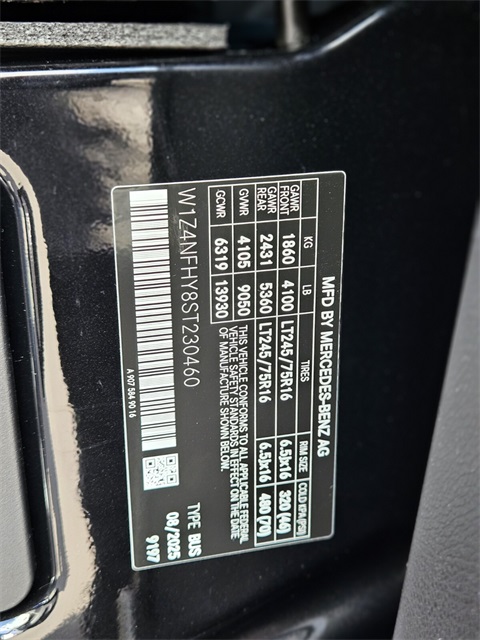 MFD BY MERCEDES-BENZ AG
KG LB TIRES RIM SIZE COLD KPA(PSI)
GAWR FRONT 1860 4100 LT245/75R16 6.5Jx16 320 (40)
GAWR REAR 2431 5360 LT245/75R16 6.5Jx16 480 (70)
GVWR 4105 9050
GCWR 6319 13930
THIS VEHICLE CONFORMS TO ALL APPLICABLE FEDERAL
VEHICLE SAFETY STANDARDS IN EFFECT ON THE DATE
OF MANUFACTURE SHOWN.
W1Z4NFHY8ST230460
TYPE BUS
08/2025
9197
A 907 584 90 16